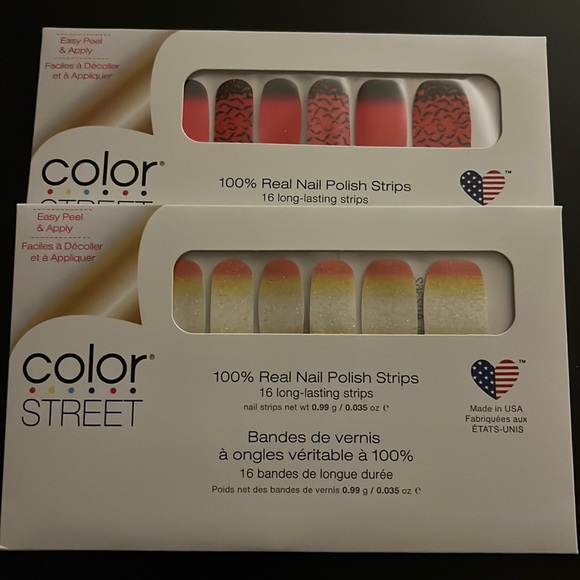 Easy Peel
& Apply
Faciles à Décoller
et à Appliquer
color®
STREET
100% Real Nail Polish Strips
16 long-lasting strips
™
Easy Peel
& Apply
Faciles à Décoller
et à Appliquer
color®
STREET
100% Real Nail Polish Strips
16 long-lasting strips
nail strips net wt 0.99 g / 0.035 oz ℮
™
Made in USA
Fabriquées aux
ÉTATS-UNIS
Bandes de vernis
à ongles véritable à 100%
16 bandes de longue durée
Poids net des bandes de vernis 0.99 g / 0.035 oz ℮